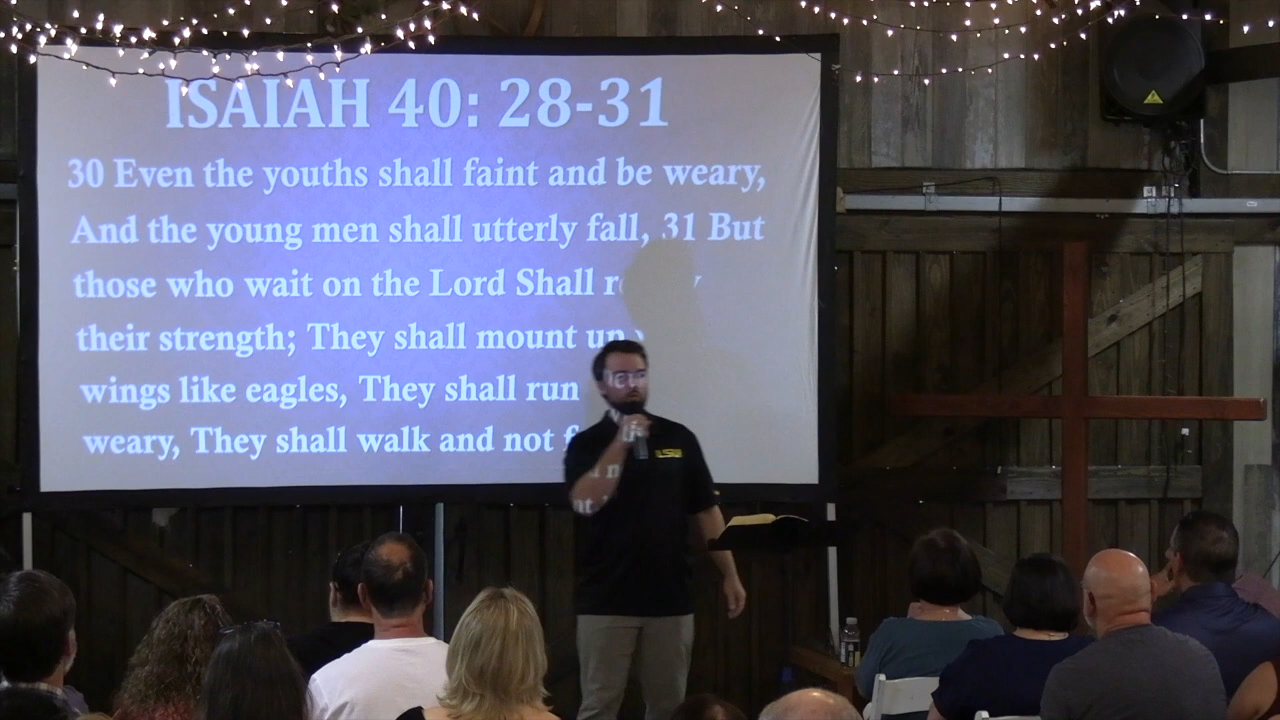 ISAIAH 40: 28-31
30 Even the youths shall faint and be weary,
And the young men shall utterly fall, 31 But
those who wait on the Lord Shall
their strength; They shall mount up
wings like eagles, They shall run
weary, They shall walk and not
LSU